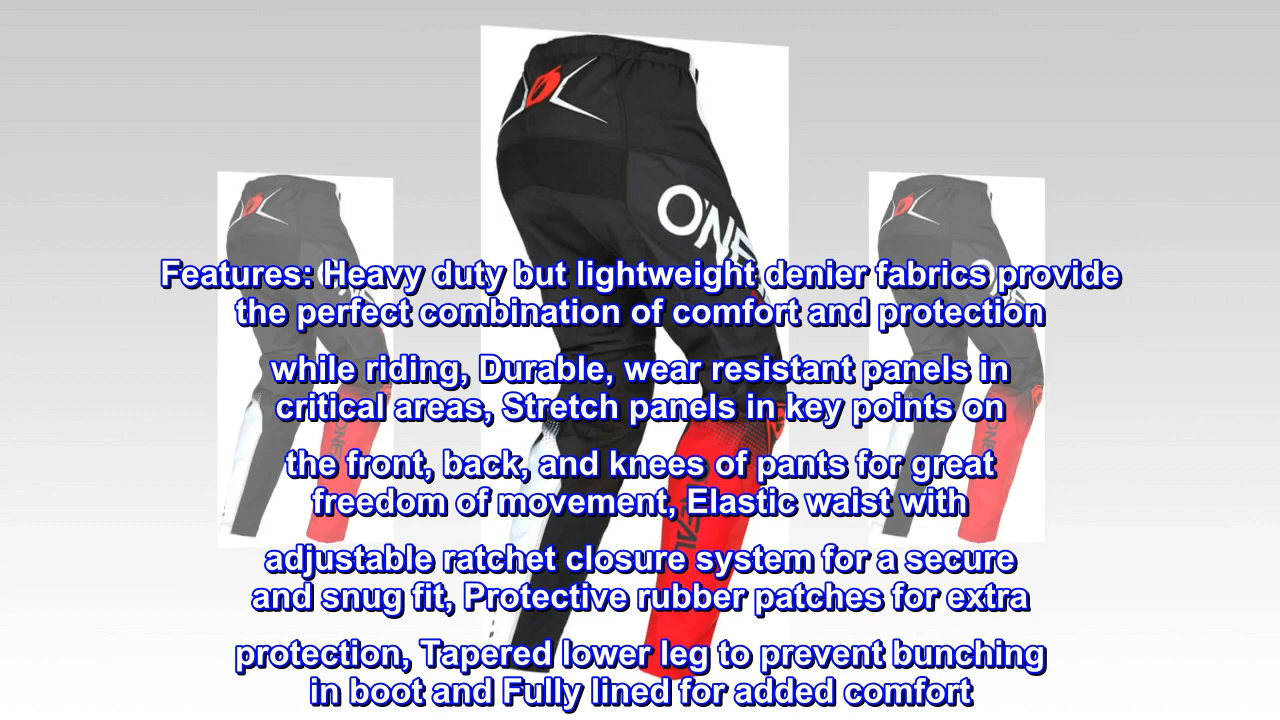 O'NE
Features: Heavy duty but lightweight denier fabrics provide
the perfect combination of comfort and protection
while riding, Durable, wear resistant panels in
critical areas, Stretch panels in key points on
the front, back, and knees of pants for great
freedom of movement, Elastic waist with
adjustable ratchet closure system for a secure
and snug fit, Protective rubber patches for extra
protection, Tapered lower leg to prevent bunching
in boot and Fully lined for added comfort